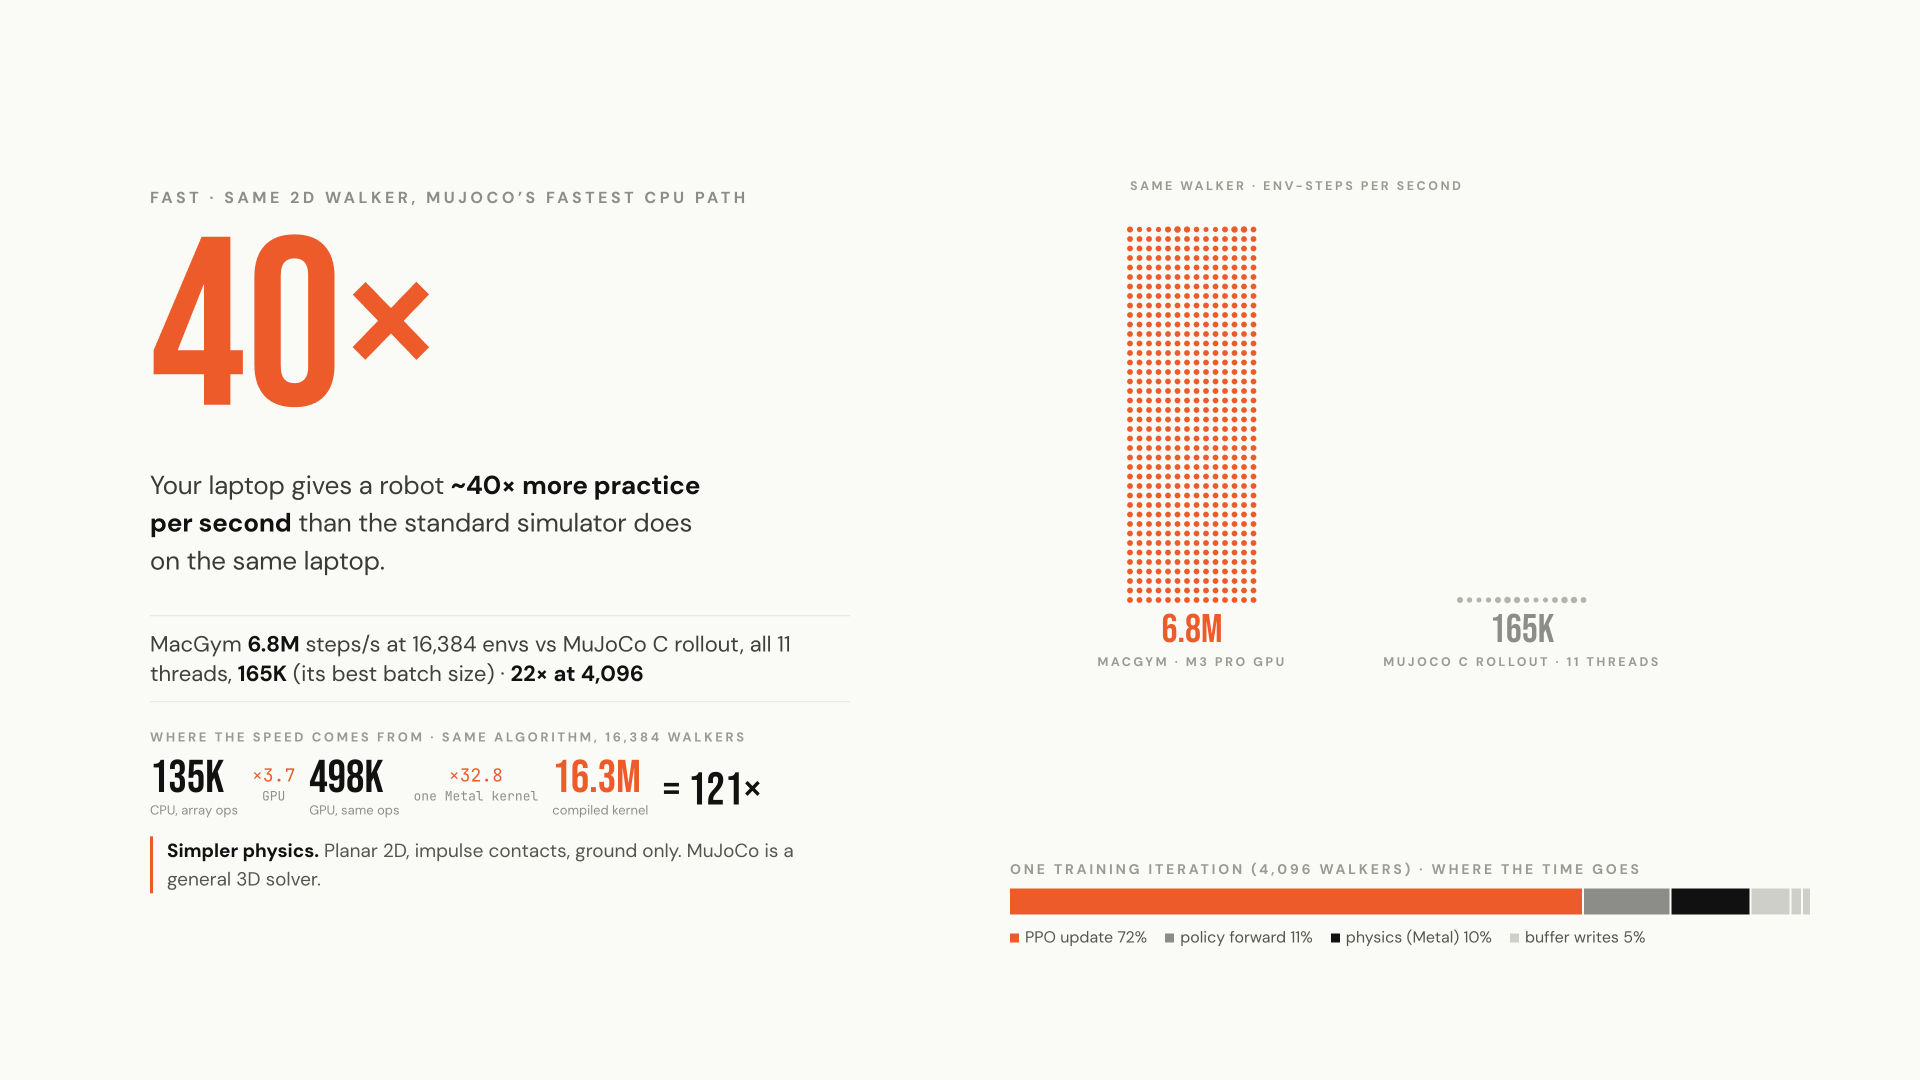 FAST · SAME 2D WALKER, MUJOCO’S FASTEST CPU PATH
40×
Your laptop gives a robot ~40× more practice
per second than the standard simulator does
on the same laptop.
MacGym 6.8M steps/s at 16,384 envs vs MuJoCo C rollout, all 11
threads, 165K (its best batch size) · 22× at 4,096
WHERE THE SPEED COMES FROM · SAME ALGORITHM, 16,384 WALKERS
135K ×3.7 498K ×32.8 16.3M = 121×
GPU one Metal kernel
CPU, array ops GPU, same ops compiled kernel
Simpler physics. Planar 2D, impulse contacts, ground only. MuJoCo is a
general 3D solver.
SAME WALKER · ENV-STEPS PER SECOND
6.8M 165K
MACGYM · M3 PRO GPU MUJOCO C ROLLOUT · 11 THREADS
ONE TRAINING ITERATION (4,096 WALKERS) · WHERE THE TIME GOES
PPO update 72% policy forward 11% physics (Metal) 10% buffer writes 5%